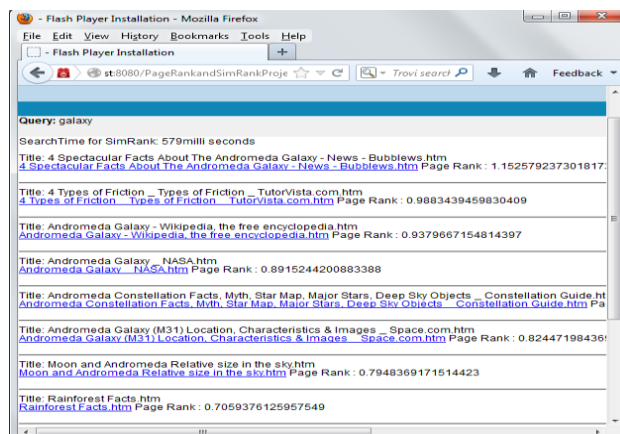 - Flash Player Installation - Mozilla Firefox
File Edit View History Bookmarks Tools Help
- Flash Player Installation
st:8080/PageRankandSimRankProje
Trovi search
Feedback
Query: galaxy
SearchTime for SimRank: 579milli seconds
Title: 4 Spectacular Facts About The Andromeda Galaxy - News - Bubblews.htm
4 Spectacular Facts About The Andromeda Galaxy - News - Bubblews.htm Page Rank : 1.1525792373018173
Title: 4 Types of Friction _ Types of Friction _ TutorVista.com.htm
4 Types of Friction _ Types of Friction _ TutorVista.com.htm Page Rank : 0.9883439459830409
Title: Andromeda Galaxy - Wikipedia, the free encyclopedia.htm
Andromeda Galaxy - Wikipedia, the free encyclopedia.htm Page Rank : 0.9379667154814397
Title: Andromeda Galaxy _ NASA.htm
Andromeda Galaxy _ NASA.htm Page Rank : 0.8915244200883388
Title: Andromeda Constellation Facts, Myth, Star Map, Major Stars, Deep Sky Objects _ Constellation Guide.ht
Andromeda Constellation Facts, Myth, Star Map, Major Stars, Deep Sky Objects _ Constellation Guide.htm Pa
Title: Andromeda Galaxy (M31) Location, Characteristics & Images _ Space.com.htm
Andromeda Galaxy (M31) Location, Characteristics & Images _ Space.com.htm Page Rank : 0.824471984369
Title: Moon and Andromeda Relative size in the sky.htm
Moon and Andromeda Relative size in the sky.htm Page Rank : 0.7948369171514423
Title: Rainforest Facts.htm
Rainforest Facts.htm Page Rank : 0.7059376125957549